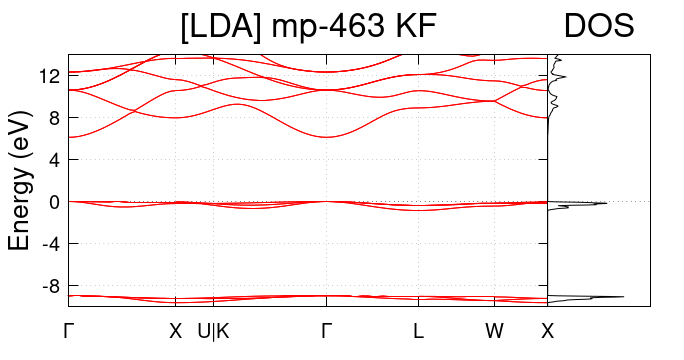 [LDA] mp-463 KF DOS
Energy (eV)
12
8
4
0
-4
-8
Γ X U|K Γ L W X